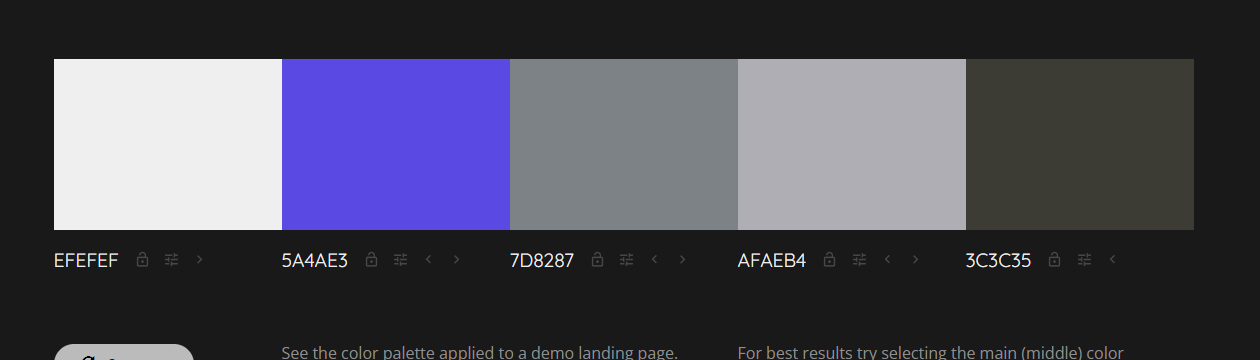 EFEFEF
5A4AE3
7D8287
AFAEB4
3C3C35
See the color palette applied to a demo landing page.
For best results try selecting the main (middle) color